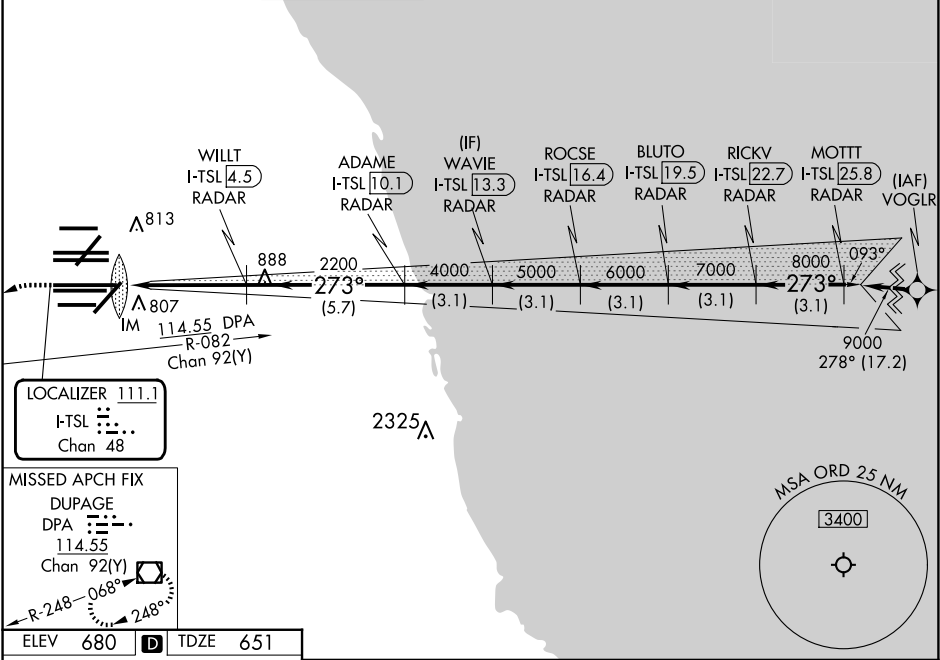 WILLT
I-TSL 4.5
RADAR
ADAME
I-TSL 10.1
RADAR
(IF)
WAVIE
I-TSL 13.3
RADAR
ROCSE
I-TSL 16.4
RADAR
BLUTO
I-TSL 19.5
RADAR
RICKV
I-TSL 22.7
RADAR
MOTTT
I-TSL 25.8
RADAR
(IAF)
VOGLR
813
888
2200
4000
5000
6000
7000
8000
093°
273°
273°
807
(5.7)
(3.1)
(3.1)
(3.1)
(3.1)
(3.1)
IM
114.55 DPA
R-082
Chan 92(Y)
9000
278° (17.2)
LOCALIZER 111.1
I-TSL
Chan 48
2325
MISSED APCH FIX
DUPAGE
DPA
114.55
Chan 92(Y)
R-248
068°
248°
MSA ORD 25 NM
3400
ELEV 680 D TDZE 651